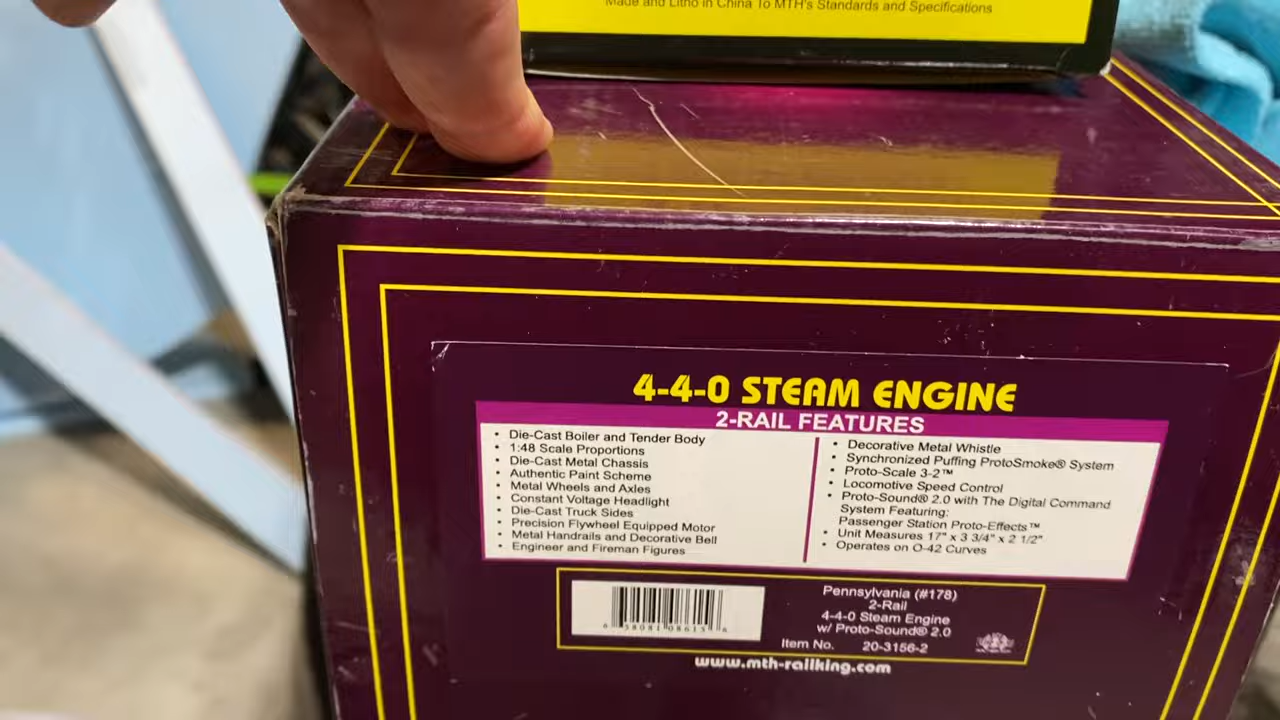 Made and Litho in China To MTH's Standards and Specifications
4-4-0 STEAM ENGINE
2-RAIL FEATURES
• Die-Cast Boiler and Tender Body
• 1:48 Scale Proportions
• Die-Cast Metal Chassis
• Authentic Paint Scheme
• Metal Wheels and Axles
• Constant Voltage Headlight
• Die-Cast Truck Sides
• Precision Flywheel Equipped Motor
• Metal Handrails and Decorative Bell
• Engineer and Fireman Figures
• Decorative Metal Whistle
• Synchronized Puffing ProtoSmoke® System
• Proto-Scale 3-2™
• Locomotive Speed Control
• Proto-Sound® 2.0 with The Digital Command
System Featuring:
Passenger Station Proto-Effects™
• Unit Measures 17" x 3 3/4" x 2 1/2"
• Operates on O-42 Curves
Pennsylvania (#178)
2-Rail
4-4-0 Steam Engine
w/ Proto-Sound® 2.0
Item No. 20-3156-2
www.mth-railking.com